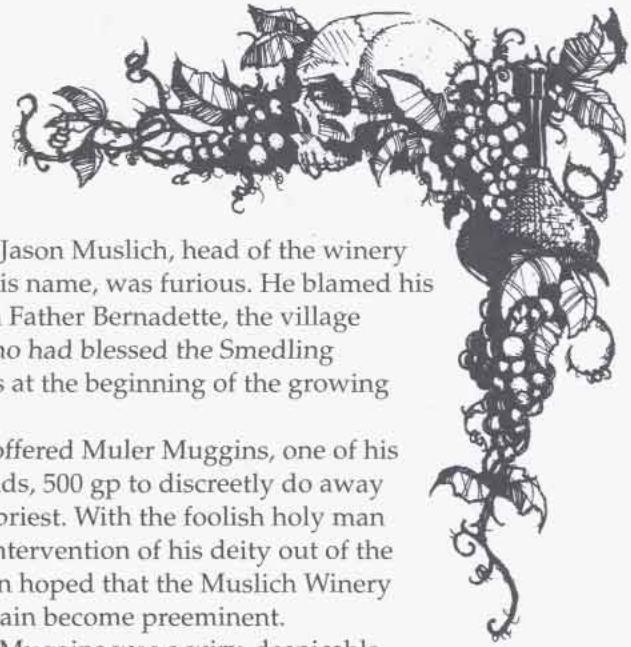 Jason Muslich, head of the winery
is name, was furious. He blamed his
Father Bernadette, the village
ho had blessed the Smedling
s at the beginning of the growing
offered Muler Muggins, one of his
ds, 500 gp to discreetly do away
priest. With the foolish holy man
ntervention of his deity out of the
n hoped that the Muslich Winery
ain become preeminent.
Muggins was a wiry, despicable